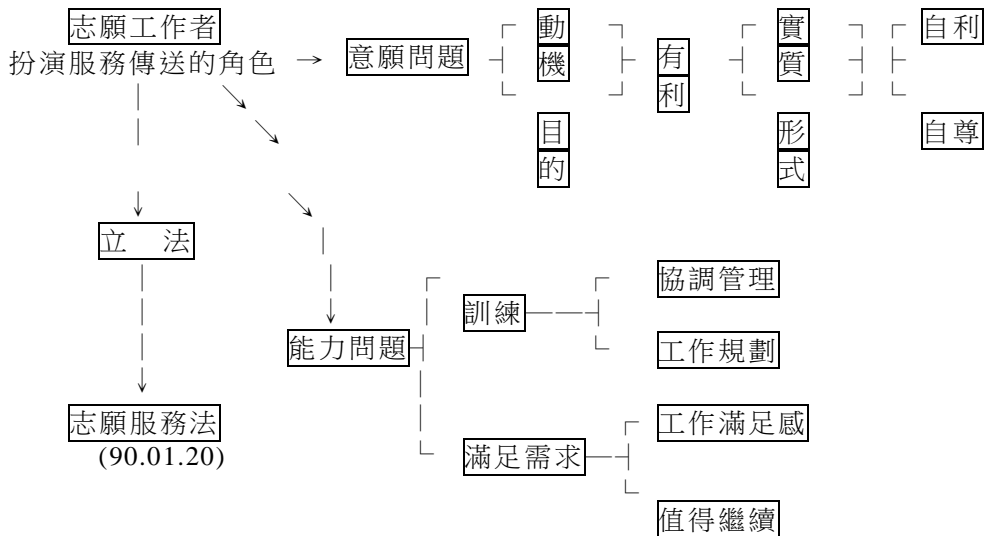 志願工作者
扮演服務傳送的角色
意願問題
動機
目的
有利
實質
形式
自利
自尊
立 法
志願服務法
(90.01.20)
能力問題
訓練
協調管理
工作規劃
滿足需求
工作滿足感
值得繼續